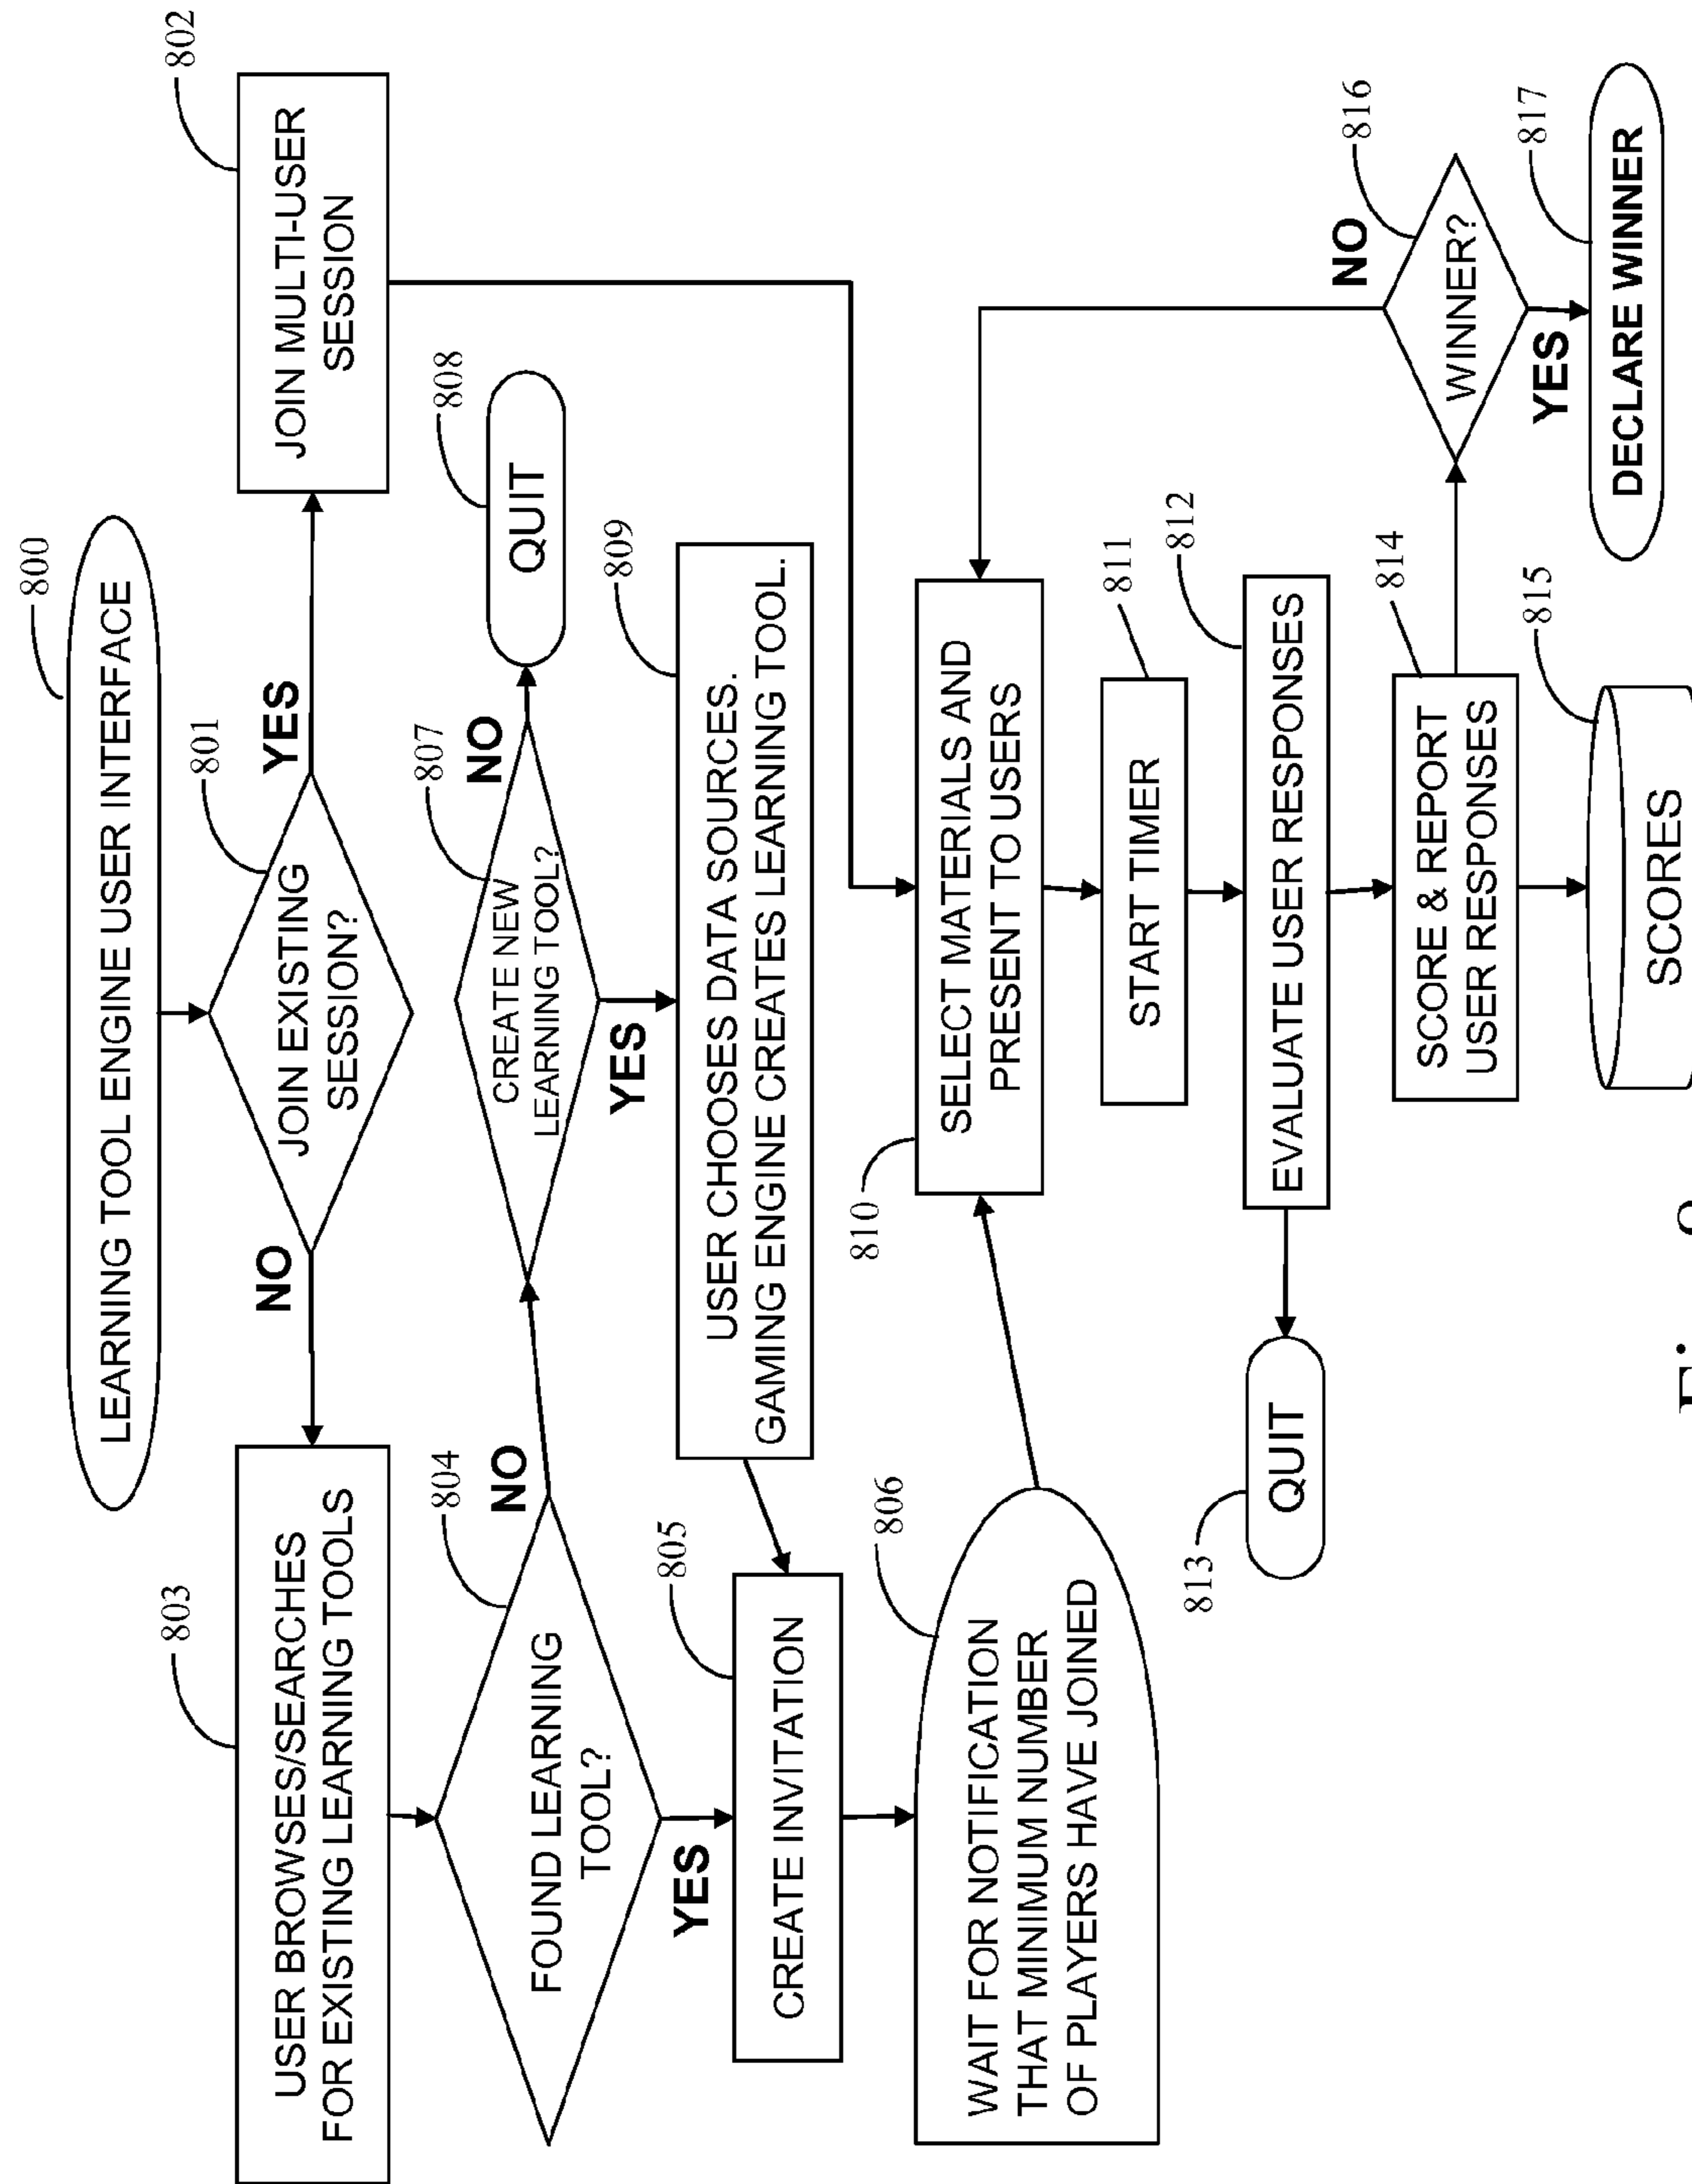 800
LEARNING TOOL ENGINE USER INTERFACE
801
JOIN EXISTING
SESSION?
NO
YES
802
JOIN MULTI-USER
SESSION
803
USER BROWSES/SEARCHES
FOR EXISTING LEARNING TOOLS
804
FOUND LEARNING
TOOL?
NO
YES
807
CREATE NEW
LEARNING TOOL?
NO
YES
808
QUIT
809
USER CHOOSES DATA SOURCES.
GAMING ENGINE CREATES LEARNING TOOL.
805
CREATE INVITATION
806
WAIT FOR NOTIFICATION
THAT MINIMUM NUMBER
OF PLAYERS HAVE JOINED
810
SELECT MATERIALS AND
PRESENT TO USERS
811
START TIMER
812
EVALUATE USER RESPONSES
813
QUIT
814
SCORE & REPORT
USER RESPONSES
815
SCORES
816
WINNER?
NO
YES
817
DECLARE WINNER